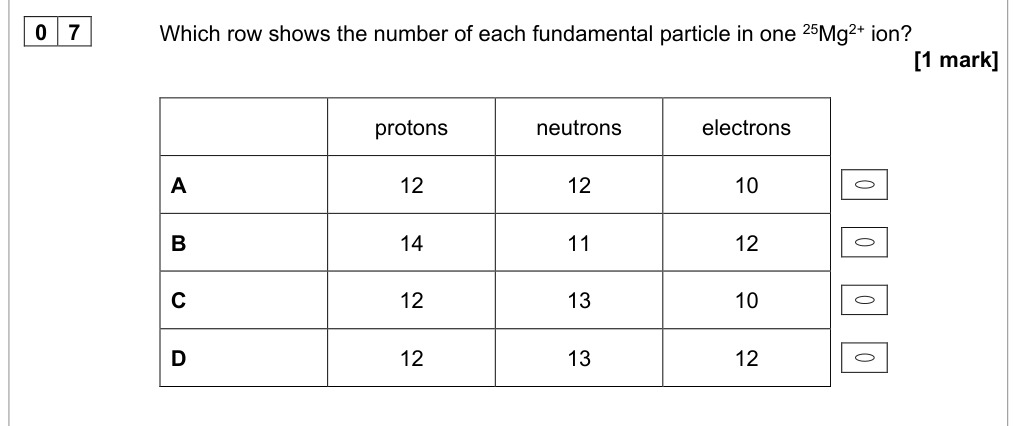 0 7 Which row shows the number of each fundamental particle in one ²⁵Mg²⁺ ion?
[1 mark]
protons neutrons electrons
A 12 12 10
B 14 11 12
C 12 13 10
D 12 13 12